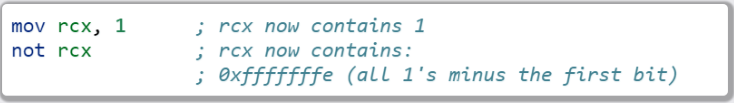 mov rcx, 1 ; rcx now contains 1
not rcx ; rcx now contains:
; 0xfffffffe (all 1's minus the first bit)